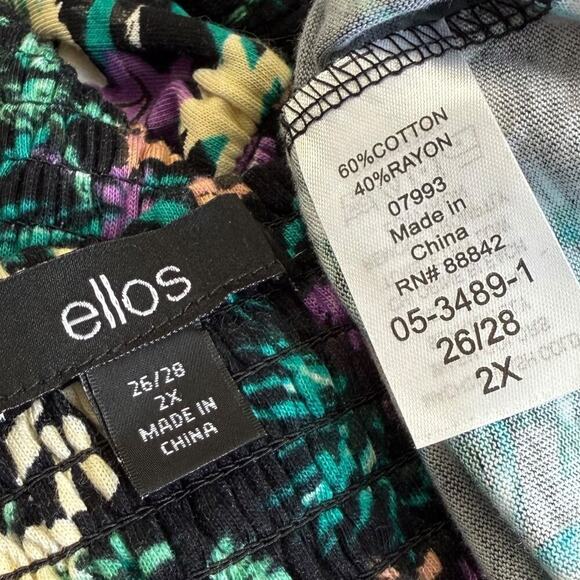 ellos
26/28
2X
MADE IN
CHINA
60%COTTON
40%RAYON
07993
Made in
China
RN# 88842
05-3489-1
26/28
2X